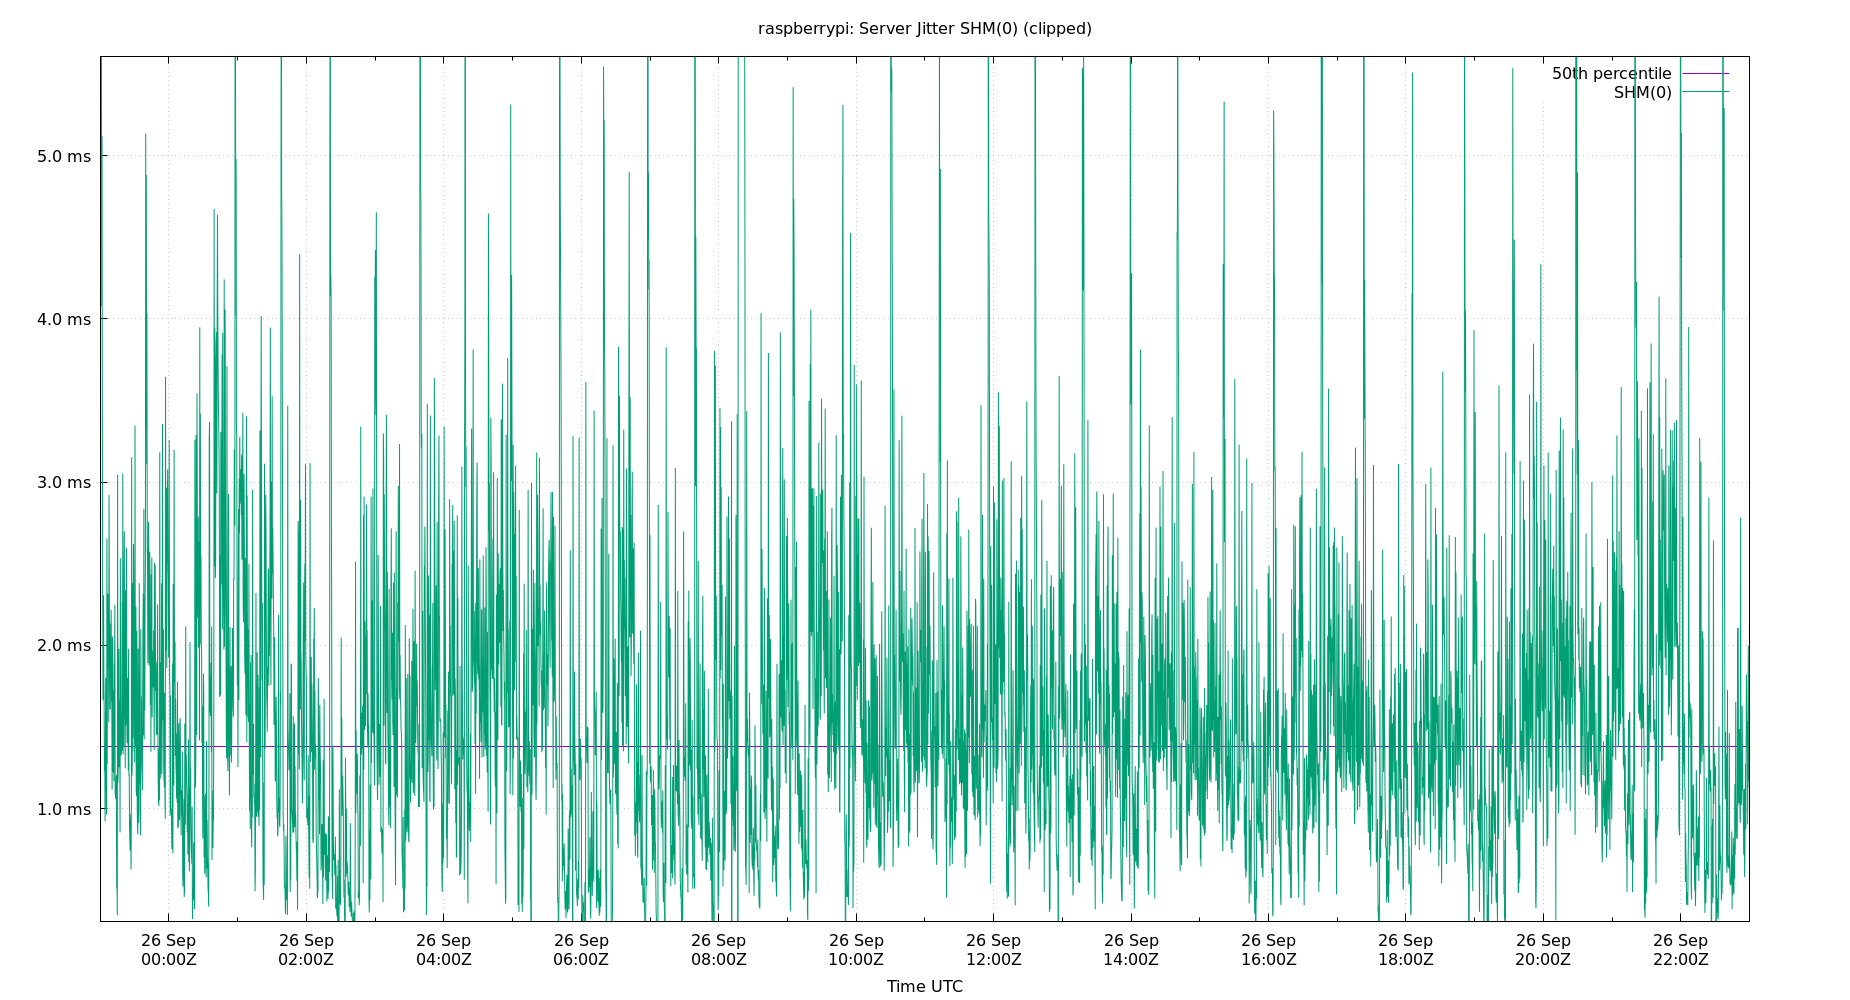 raspberrypi: Server Jitter SHM(0) (clipped)
50th percentile
SHM(0)
5.0 ms
4.0 ms
3.0 ms
2.0 ms
1.0 ms
26 Sep 26 Sep 26 Sep 26 Sep 26 Sep 26 Sep 26 Sep 26 Sep 26 Sep 26 Sep 26 Sep 26 Sep
00:00Z 02:00Z 04:00Z 06:00Z 08:00Z 10:00Z 12:00Z 14:00Z 16:00Z 18:00Z 20:00Z 22:00Z
Time UTC